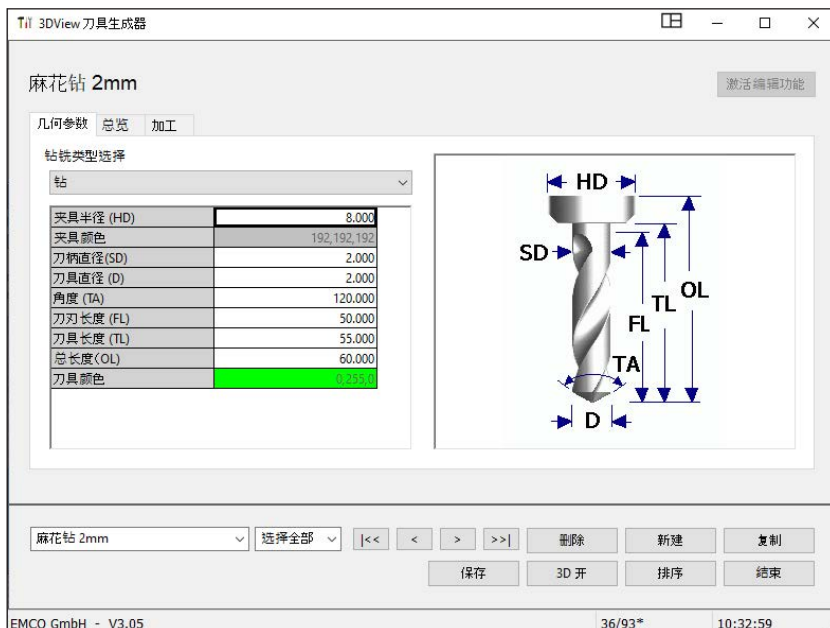 3DView 刀具生成器
麻花钻 2mm
激活编辑功能
几何参数 总览 加工
钻铣类型选择
钻
夹具半径 (HD) 8.000
夹具颜色 192,192,192
刀柄直径(SD) 2.000
刀具直径 (D) 2.000
角度 (TA) 120.000
刀刃长度 (FL) 50.000
刀具长度 (TL) 55.000
总长度(OL) 60.000
刀具颜色 0,255,0
HD
SD
OL
TL
FL
TA
D
麻花钻 2mm 选择全部 |<< < > >>| 删除 新建 复制
保存 3D 开 排序 结束
EMCO GmbH - V3.05 36/93* 10:32:59